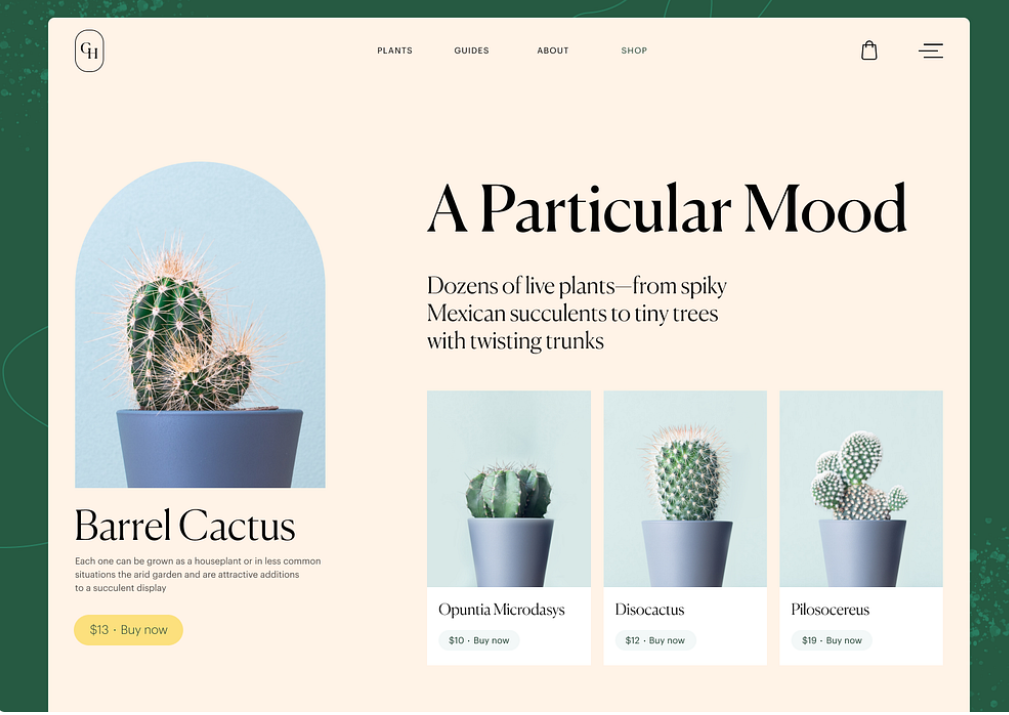 GH
PLANTS
GUIDES
ABOUT
SHOP
A Particular Mood
Dozens of live plants—from spiky
Mexican succulents to tiny trees
with twisting trunks
Barrel Cactus
Each one can be grown as a houseplant or in less common
situations the arid garden and are attractive additions
to a succulent display
$13 · Buy now
Opuntia Microdasys
$10 · Buy now
Disocactus
$12 · Buy now
Pilosocereus
$19 · Buy now